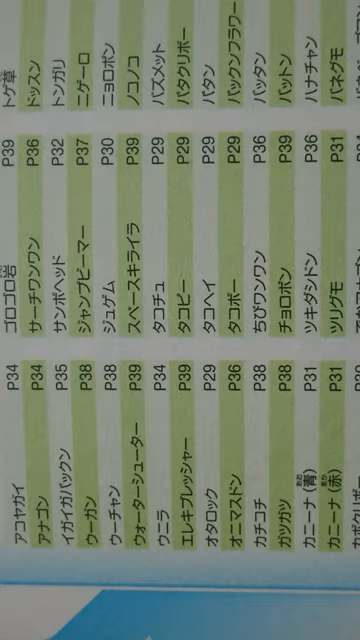 アコヤガイ P34
アナゴン P34
イガイガパックン P35
ウーガン P38
ウーチャン P38
ウォーターシューター P39
ウニラ P34
エレキプレッシャー P39
オタロック P29
オニマスドン P36
カチコチ P38
ガツガツ P38
カニーナ（青） P31
カニーナ（赤） P31
ゴロゴロ岩 P39
サーチワンワン P36
サンボヘッド P32
ジャンプビーマー P37
ジュゲム P30
スペースキライラ P39
タコチュ P29
タコピー P29
タコヘイ P29
タコボー P29
ちびワンワン P36
チョロボン P39
ツキダシドン P36
ツリグモ P31
トゲ草
ドッスン
トンガリ
ニゲーロ
ニョロボン
ノコノコ
バズメット
パタクリボー
バタン
パックンフラワー
バッタン
バットン
ハナチャン
バネグモ